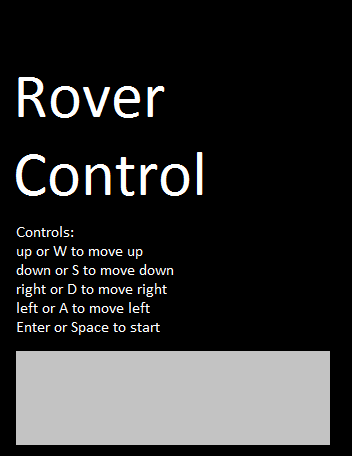 Rover
Control
Controls:
up or W to move up
down or S to move down
right or D to move right
left or A to move left
Enter or Space to start